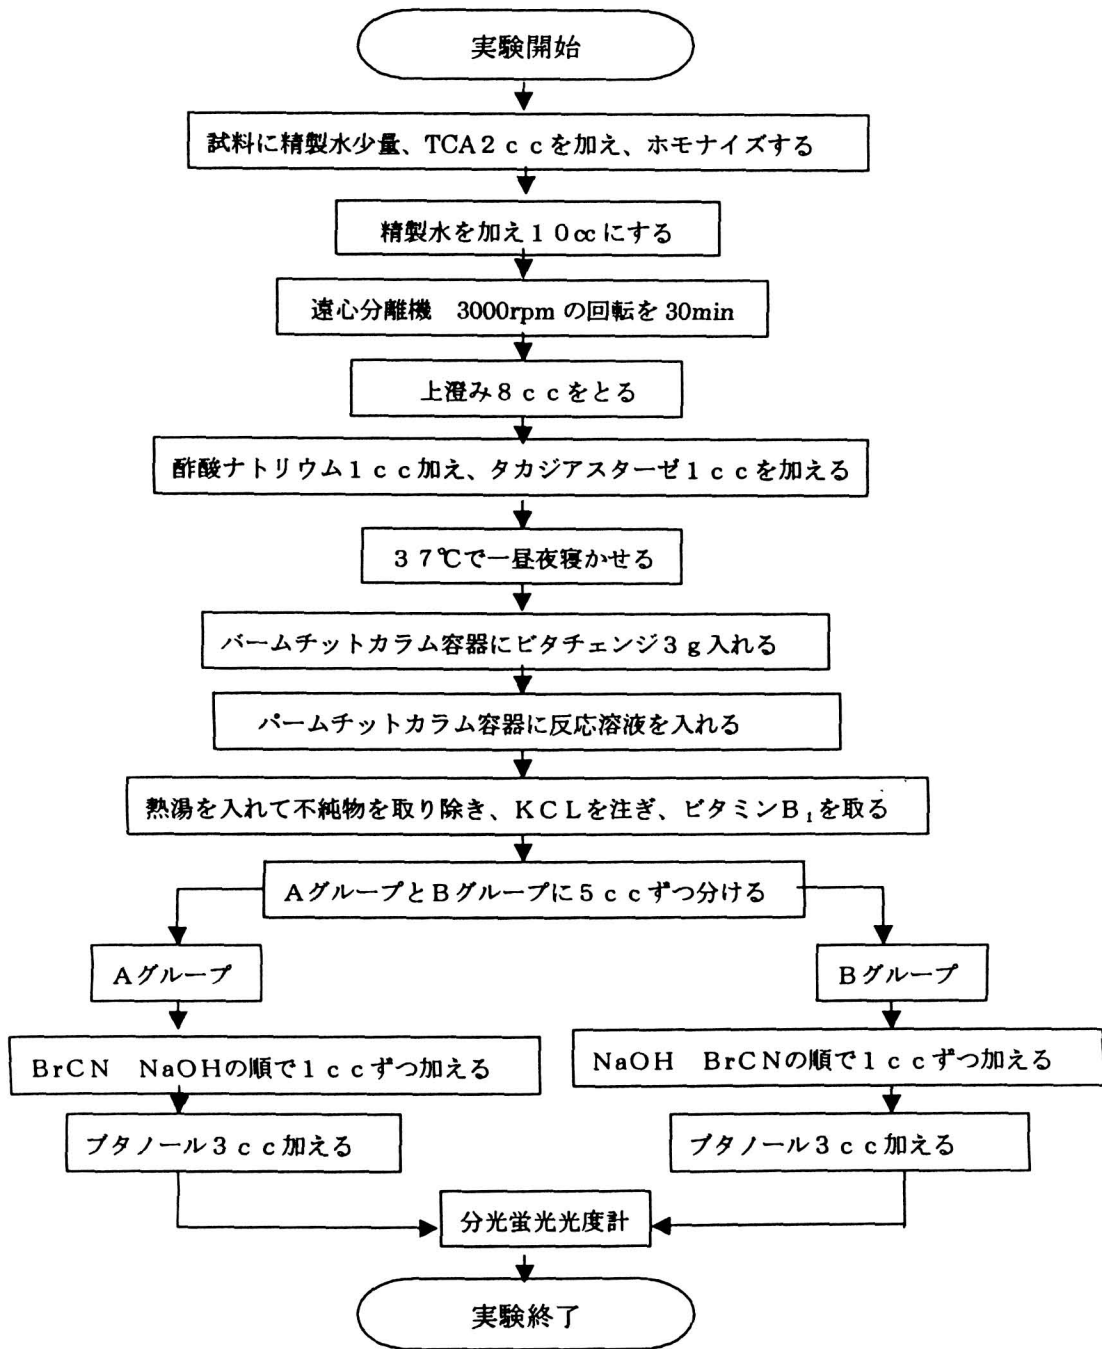 実験開始
試料に精製水少量、TCA2ccを加え、ホモナイズする
精製水を加え10ccにする
遠心分離機 3000rpmの回転を30min
上澄み8ccをとる
酢酸ナトリウム1cc加え、タカジアスターゼ1ccを加える
37℃で一昼夜寝かせる
バームチットカラム容器にビタチェンジ3g入れる
パームチットカラム容器に反応溶液を入れる
熱湯を入れて不純物を取り除き、KCLを注ぎ、ビタミンB₁を取る
AグループとBグループに5ccずつ分ける
Aグループ
Bグループ
BrCN NaOHの順で1ccずつ加える
NaOH BrCNの順で1ccずつ加える
ブタノール3cc加える
ブタノール3cc加える
分光蛍光光度計
実験終了